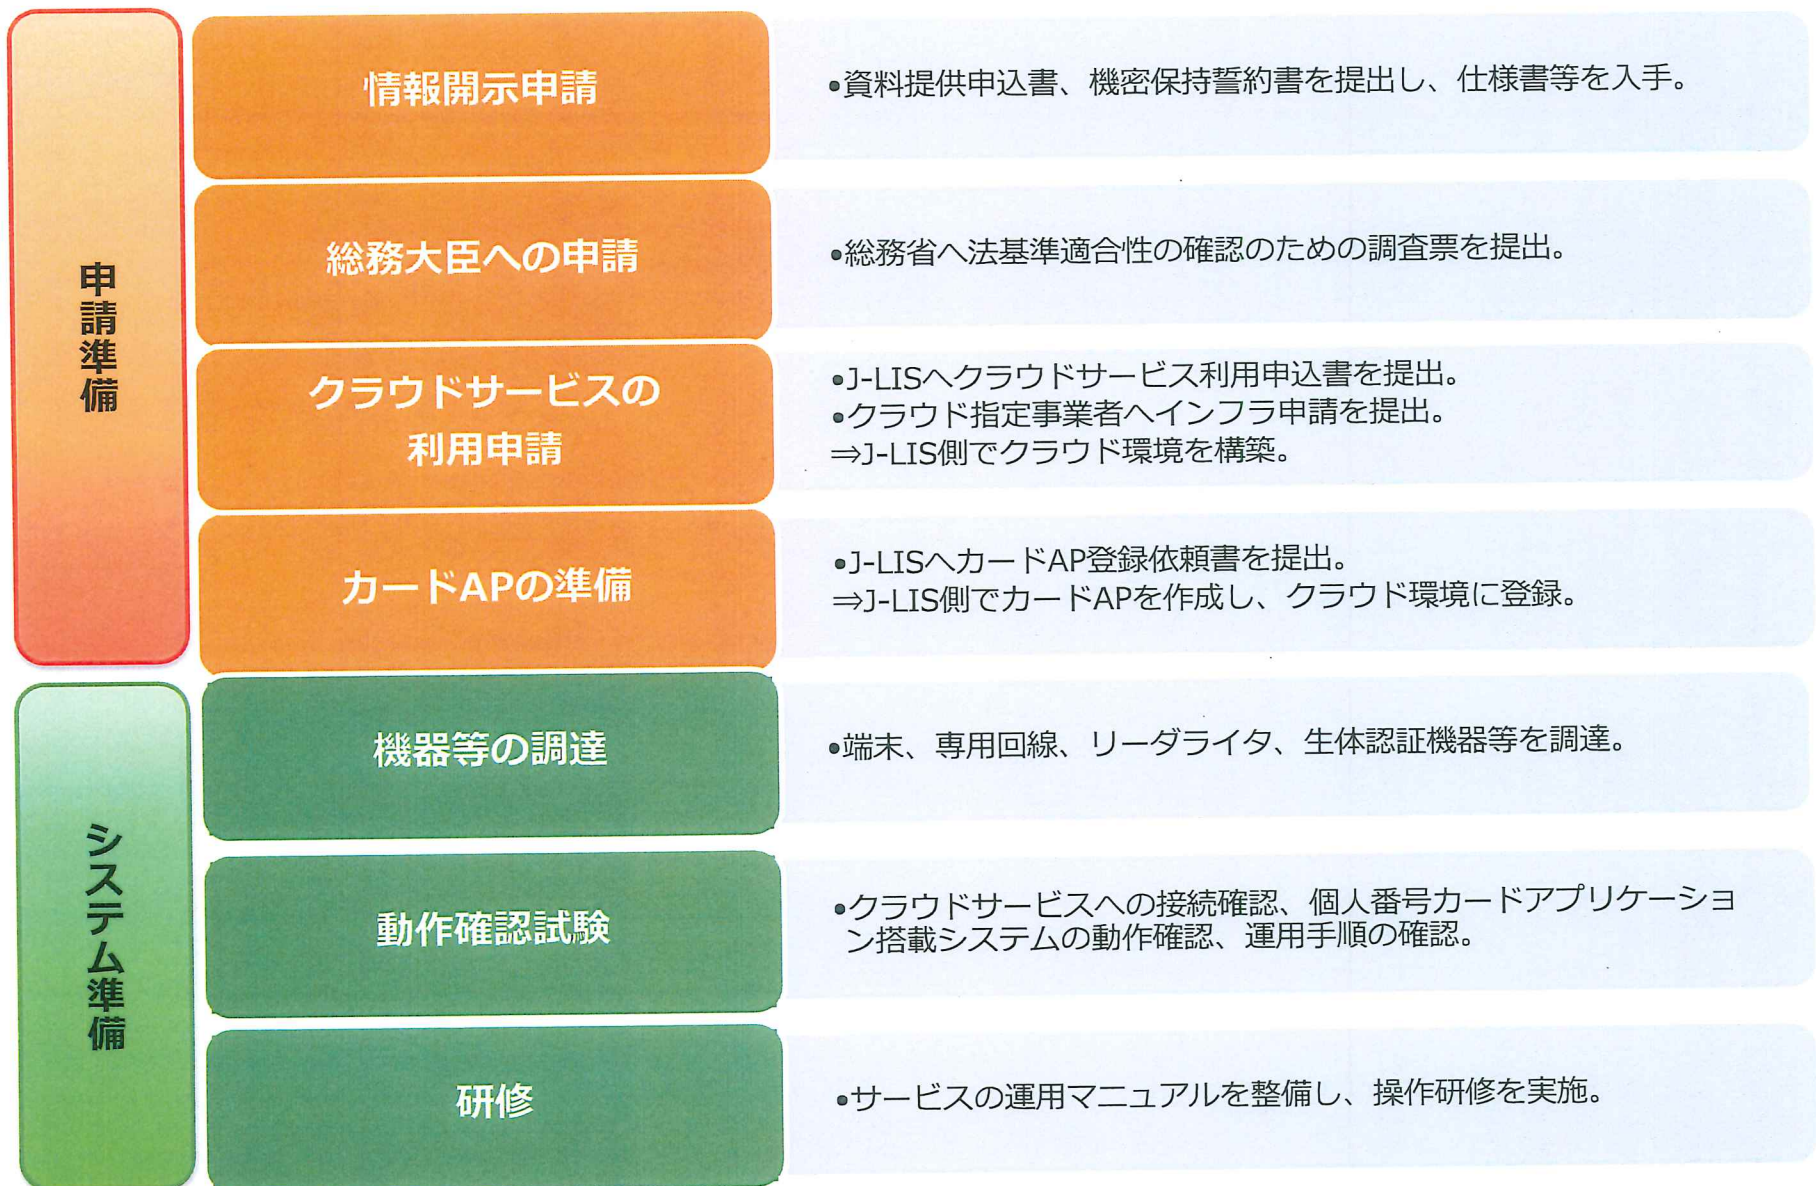 申請準備
情報開示申請
•資料提供申込書、機密保持誓約書を提出し、仕様書等を入手。
総務大臣への申請
•総務省へ法基準適合性の確認のための調査票を提出。
クラウドサービスの
利用申請
•J-LISへクラウドサービス利用申込書を提出。
•クラウド指定事業者へインフラ申請を提出。
⇒J-LIS側でクラウド環境を構築。
カードAPの準備
•J-LISへカードAP登録依頼書を提出。
⇒J-LIS側でカードAPを作成し、クラウド環境に登録。
システム準備
機器等の調達
•端末、専用回線、リーダライタ、生体認証機器等を調達。
動作確認試験
•クラウドサービスへの接続確認、個人番号カードアプリケーショ
ン搭載システムの動作確認、運用手順の確認。
研修
•サービスの運用マニュアルを整備し、操作研修を実施。